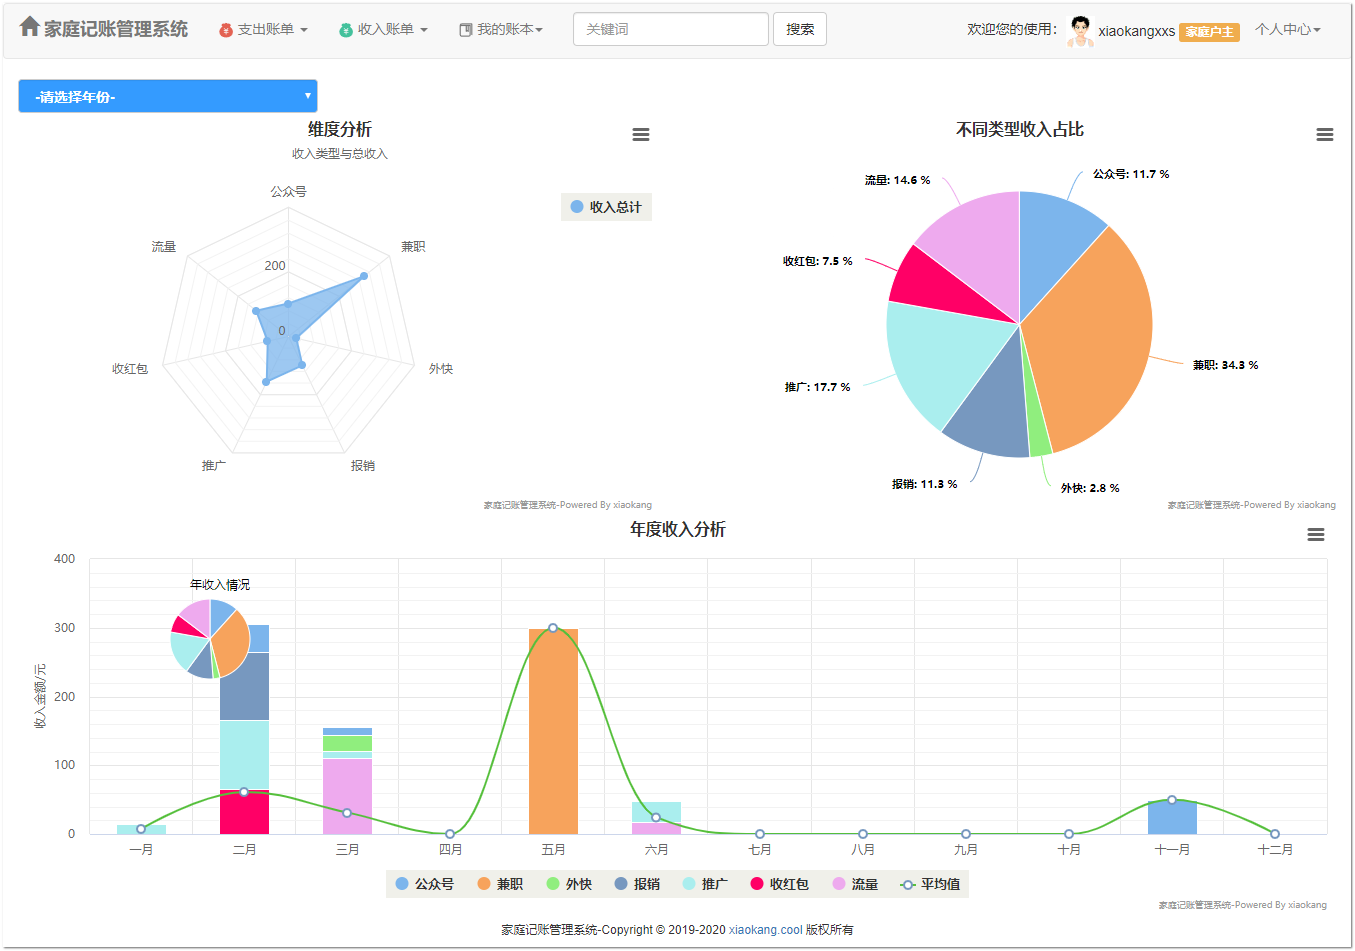 家庭记账管理系统 支出账单 收入账单 我的账本 关键词 搜索 欢迎您的使用： xiaokangxxs 家庭户主 个人中心
-请选择年份-
维度分析
收入类型与总收入
公众号
兼职
外快
报销
推广
收红包
流量
200
0
收入总计
家庭记账管理系统-Powered By xiaokang
不同类型收入占比
公众号: 11.7 %
兼职: 34.3 %
外快: 2.8 %
报销: 11.3 %
推广: 17.7 %
收红包: 7.5 %
流量: 14.6 %
家庭记账管理系统-Powered By xiaokang
年度收入分析
年收入情况
收入金额/元
400
300
200
100
0
一月 二月 三月 四月 五月 六月 七月 八月 九月 十月 十一月 十二月
公众号 兼职 外快 报销 推广 收红包 流量 平均值
家庭记账管理系统-Powered By xiaokang
家庭记账管理系统-Copyright © 2019-2020 xiaokang.cool 版权所有